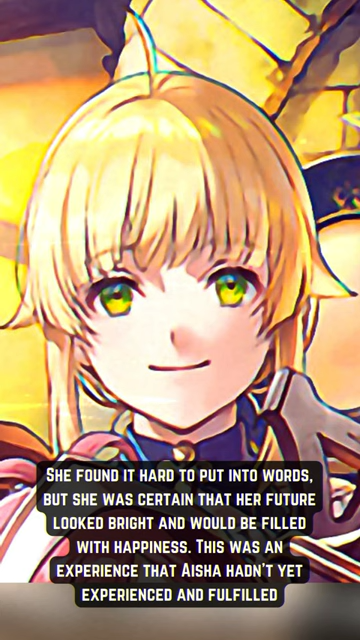 She found it hard to put into words,
but she was certain that her future
looked bright and would be filled
with happiness. This was an
experience that Aisha hadn't yet
experienced and fulfilled